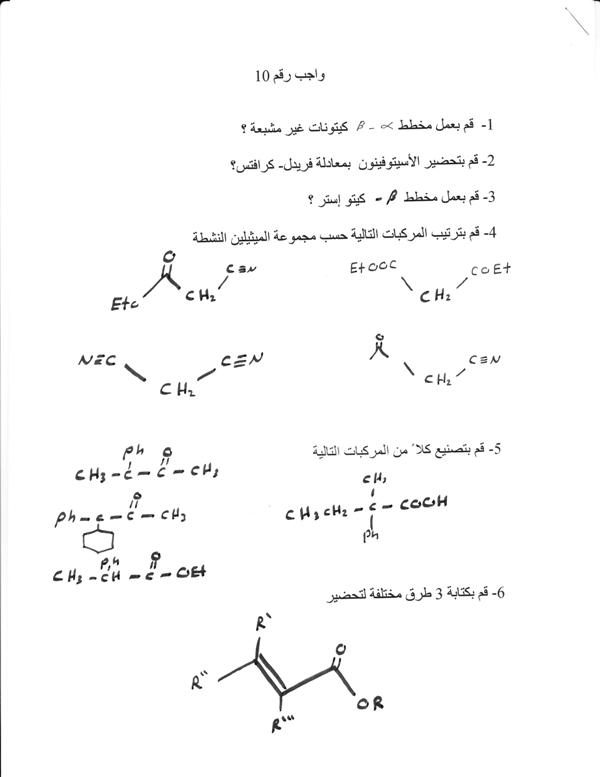 واجب رقم 10
1- قم بعمل مخطط β - α كيتونات غير مشبعة ؟
2- قم بتحضير الأسيتوفينون بمعادلة فريدل- كرافتس؟
3- قم بعمل مخطط β - كيتو إستر ؟
4- قم بترتيب المركبات التالية حسب مجموعة الميثيلين النشطة
O
C≡N
EtO CH2
EtOOC COEt
CH2
N≡C C≡N
CH2
O
C≡N
CH2
5- قم بتصنيع كلاً من المركبات التالية
ph O
CH3 - C - C - CH3
CH3
CH3CH2 - C - COOH
ph
O
ph - C - C - CH3
ph O
CH3 - CH - C - OEt
6- قم بكتابة 3 طرق مختلفة لتحضير
R'
R''
O
OR
R'''